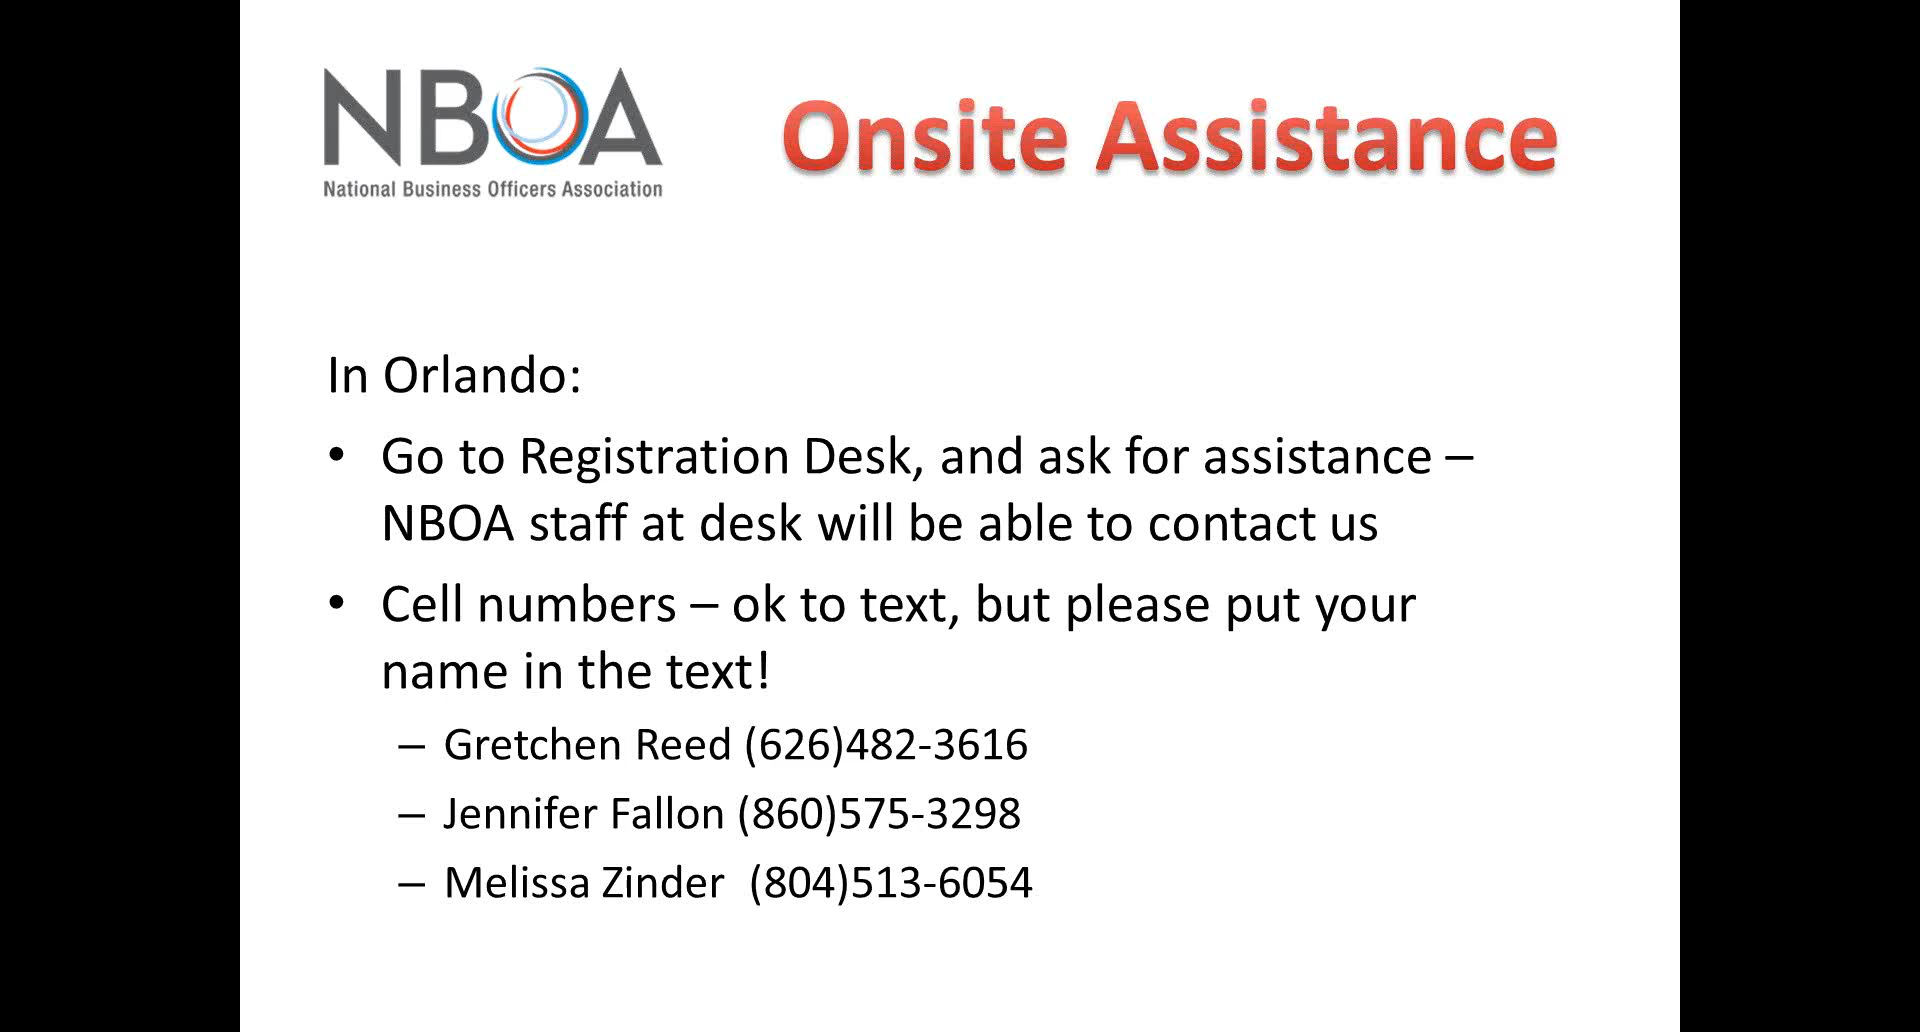 NBOA
National Business Officers Association
Onsite Assistance
In Orlando:
• Go to Registration Desk, and ask for assistance –
NBOA staff at desk will be able to contact us
• Cell numbers – ok to text, but please put your
name in the text!
– Gretchen Reed (626)482-3616
– Jennifer Fallon (860)575-3298
– Melissa Zinder (804)513-6054